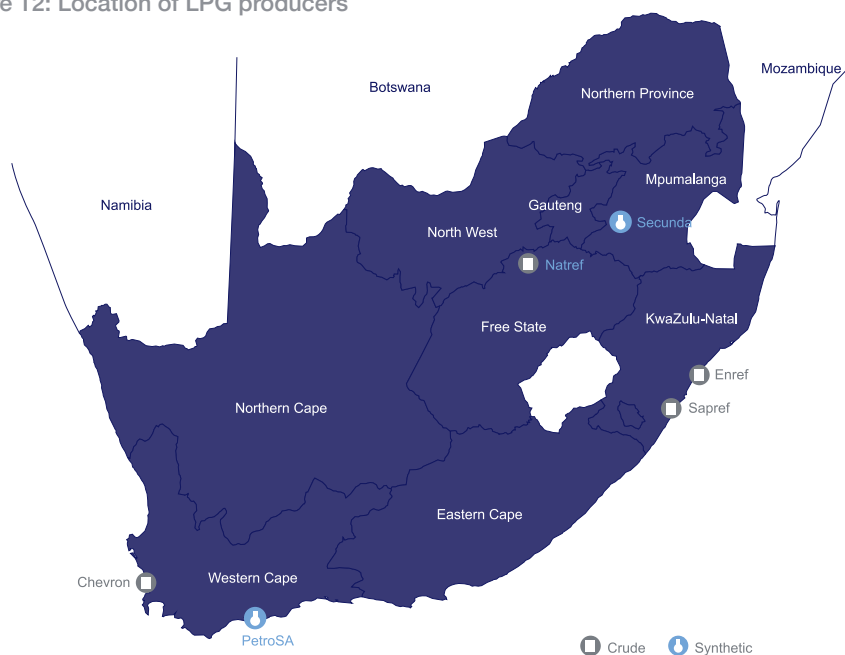 e 12: Location of LPG producers
Mozambique
Botswana
Northern Province
Mpumalanga
Namibia
Gauteng
North West
Secunda
Natref
Free State
KwaZulu-Natal
Enref
Northern Cape
Sapref
Eastern Cape
Chevron
Western Cape
PetroSA
Crude
Synthetic